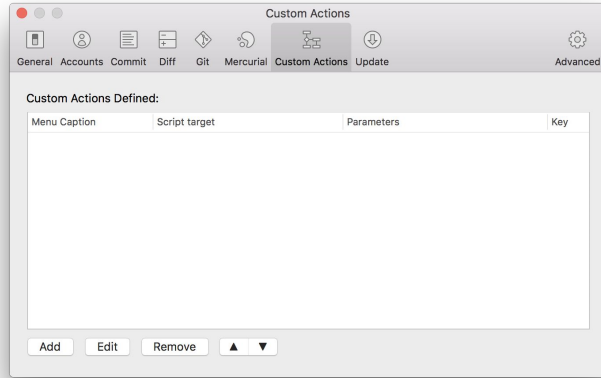 Custom Actions
General Accounts Commit Diff Git Mercurial Custom Actions Update Advanced
Custom Actions Defined:
Menu Caption Script target Parameters Key
Add Edit Remove ▲ ▼